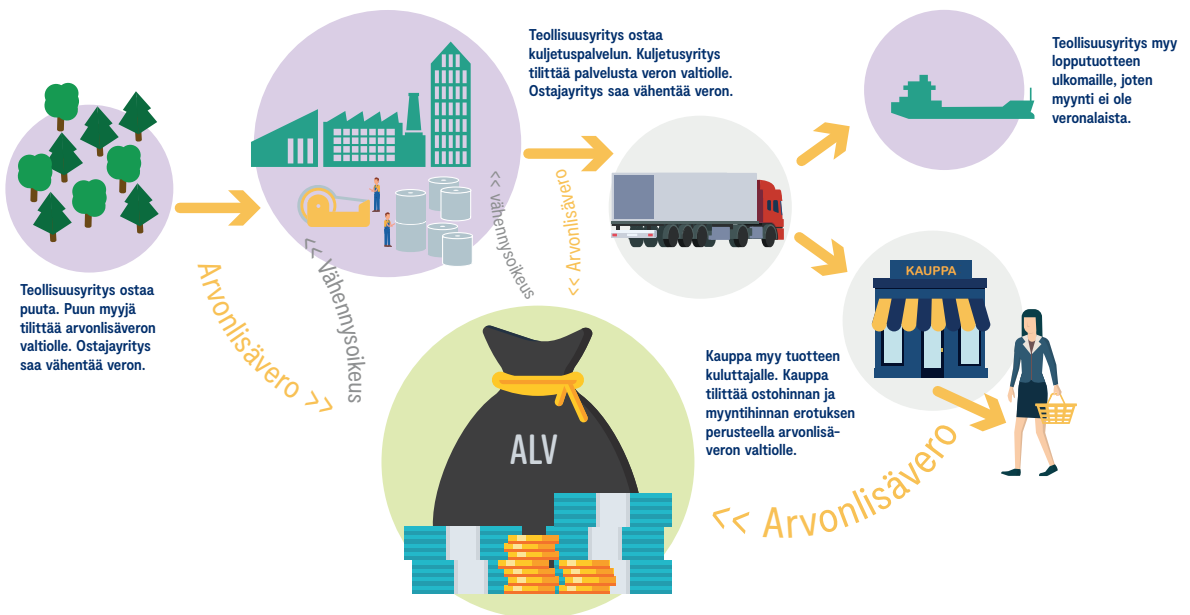 Teollisuusyritys ostaa
puuta. Puun myyjä
tilittää arvonlisäveron
valtiolle. Ostajayritys
saa vähentää veron.
Arvonlisävero >>
<< Vähennysoikeus
Teollisuusyritys ostaa
kuljetuspalvelun. Kuljetusyritys
tilittää palvelusta veron valtiolle.
Ostajayritys saa vähentää veron.
<< vähennysoikeus
<< Arvonlisävero
Teollisuusyritys myy
lopputuotteen
ulkomaille, joten
myynti ei ole
veronalaista.
KAUPPA
Kauppa myy tuotteen
kuluttajalle. Kauppa
tilittää ostohinnan ja
myyntihinnan erotuksen
perusteella arvonlisä-
veron valtiolle.
<< Arvonlisävero
ALV